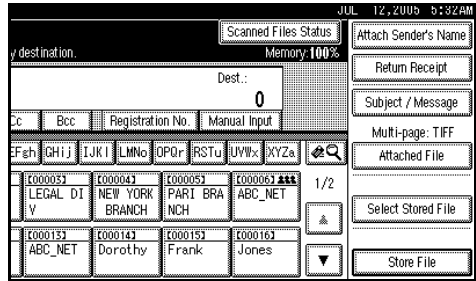 JUL 12,2005 5:32AM
Scanned Files Status
Attach Sender's Name
y destination.
Memory:100%
Return Receipt
Dest.:
0
Subject / Message
Cc
Bcc
Registration No.
Manual Input
Multi-page: TIFF
Attached File
EFgh
GHij
IJKl
LMNo
OPQr
RSTu
UVWx
XYZa
[00003]
LEGAL DI
V
[00004]
NEW YORK
BRANCH
[00005]
PARI BRA
NCH
[00006]
ABC_NET
1/2
Select Stored File
[00013]
ABC_NET
[00014]
Dorothy
[00015]
Frank
[00016]
Jones
Store File